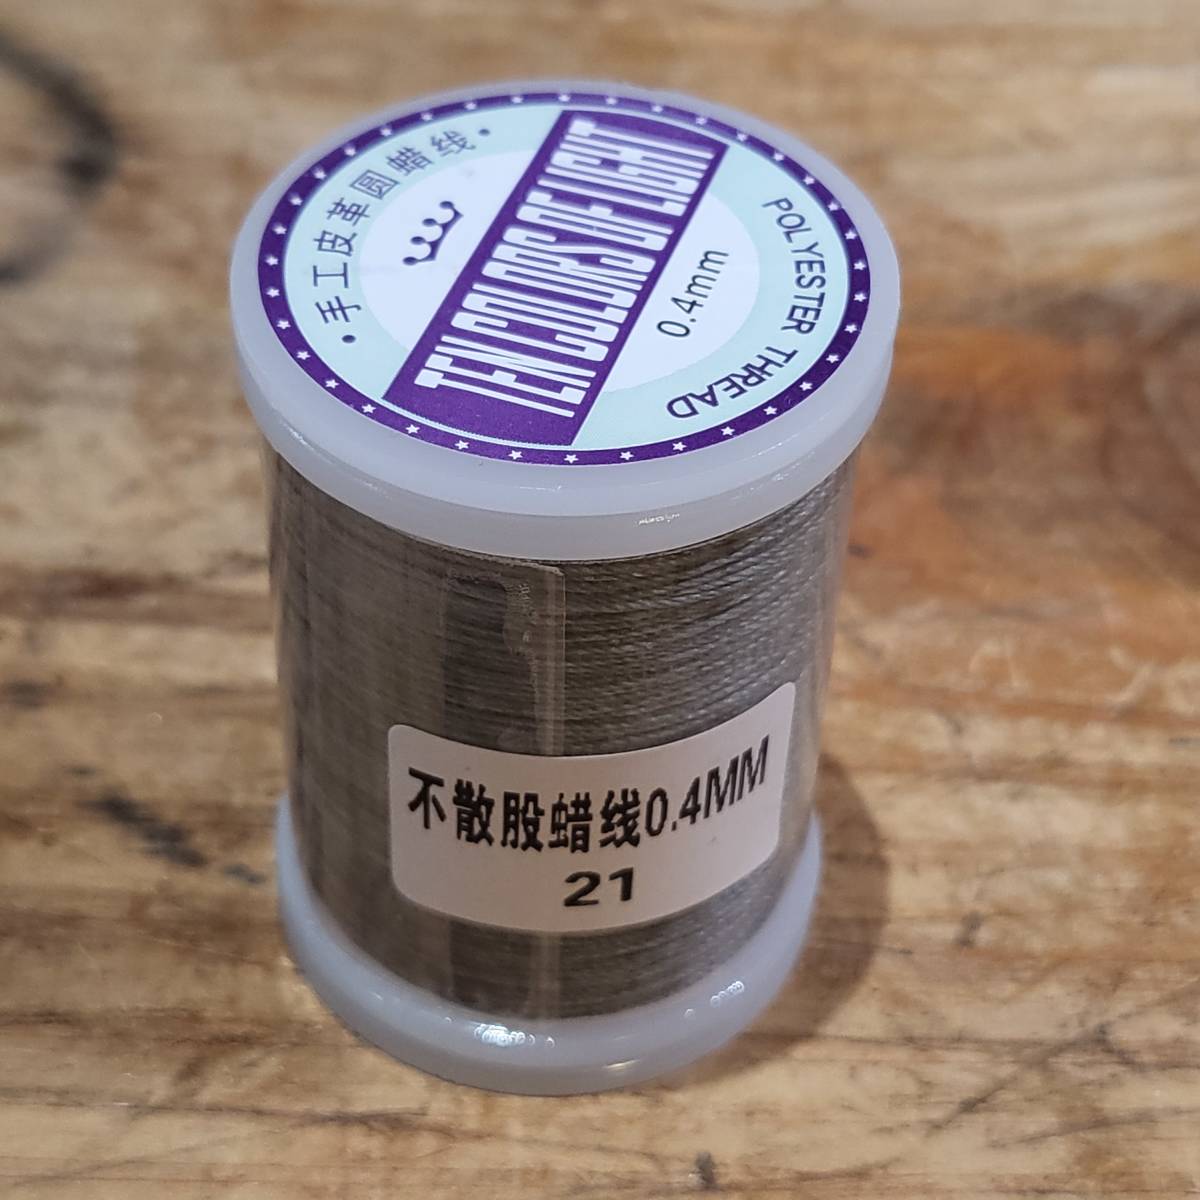 ·手工皮革圆蜡线·
TEN COLORS OF LIGHT
0.4mm
POLYESTER THREAD
不散股蜡线0.4MM
21